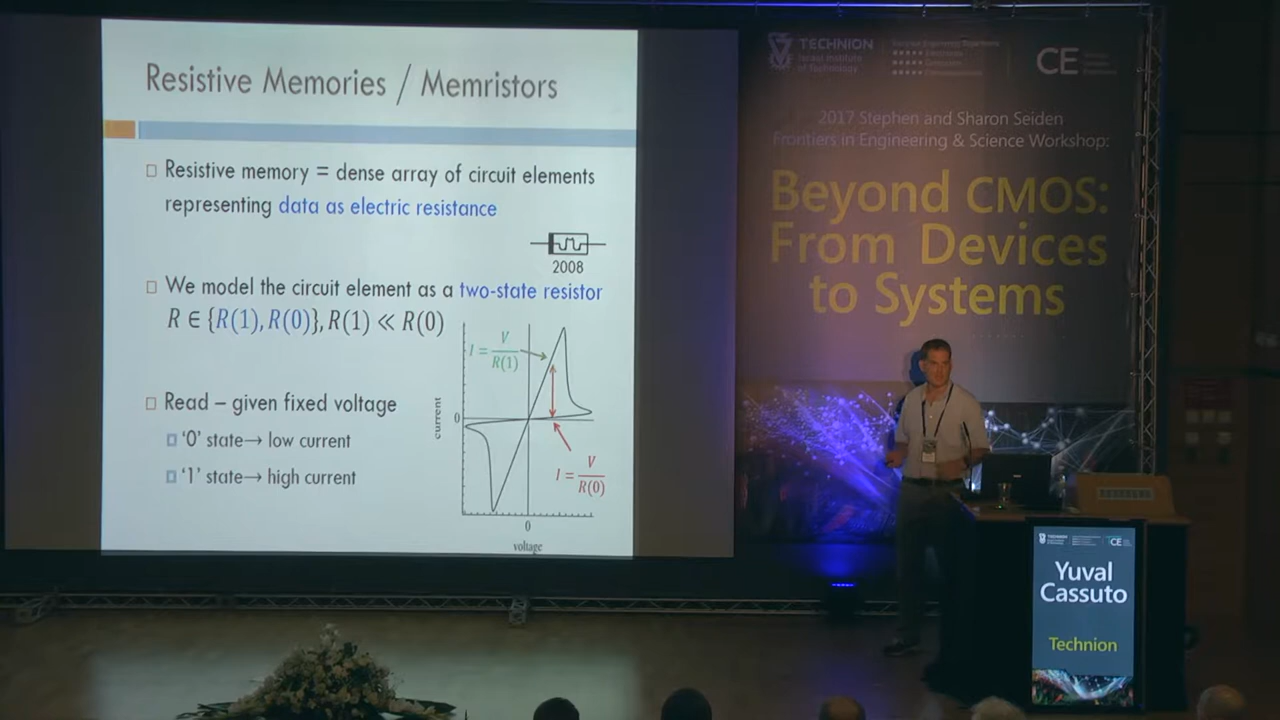 Resistive Memories / Memristors
Resistive memory = dense array of circuit elements
representing data as electric resistance
2008
We model the circuit element as a two-state resistor
R ∈ {R(1), R(0)}, R(1) ≪ R(0)
I = V/R(1)
Read – given fixed voltage
'0' state→ low current
'1' state→ high current
current
0
I = V/R(0)
0
voltage
TECHNION
Israel Institute
of Technology
CE
2017 Stephen and Sharon Seiden
Frontiers in Engineering & Science Workshop:
Beyond CMOS:
From Devices
to Systems
TECHNION
CE
Yuval
Cassuto
Technion